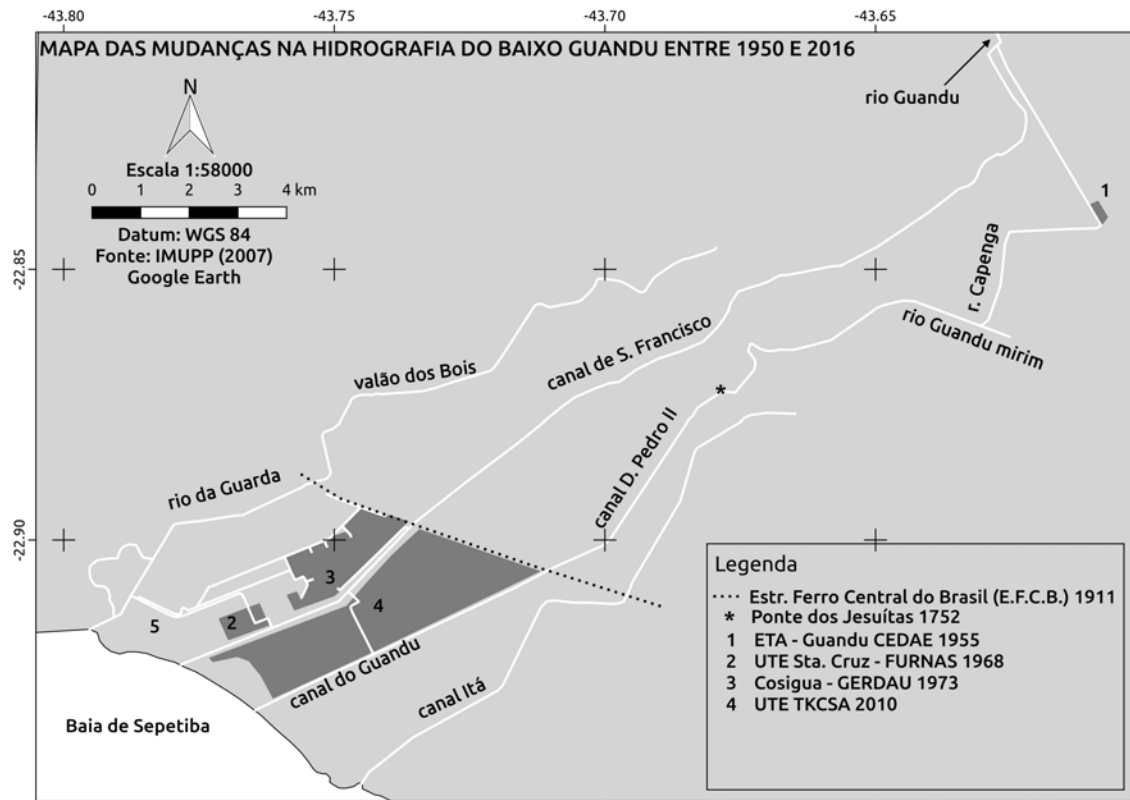 -43.80 -43.75 -43.70 -43.65
MAPA DAS MUDANÇAS NA HIDROGRAFIA DO BAIXO GUANDU ENTRE 1950 E 2016
N
rio Guandu
Escala 1:58000
0 1 2 3 4 km
Datum: WGS 84
Fonte: IMUPP (2007)
Google Earth
1
-22.85
r. Capenga
rio Guandu mirim
canal de S. Francisco
valão dos Bois
canal D. Pedro II
*
rio da Guarda
-22.90
3
4
2
5
canal do Guandu
canal Itá
Baia de Sepetiba
Legenda
Estr. Ferro Central do Brasil (E.F.C.B.) 1911
* Ponte dos Jesuítas 1752
1 ETA - Guandu CEDAE 1955
2 UTE Sta. Cruz - FURNAS 1968
3 Cosigua - GERDAU 1973
4 UTE TKCSA 2010